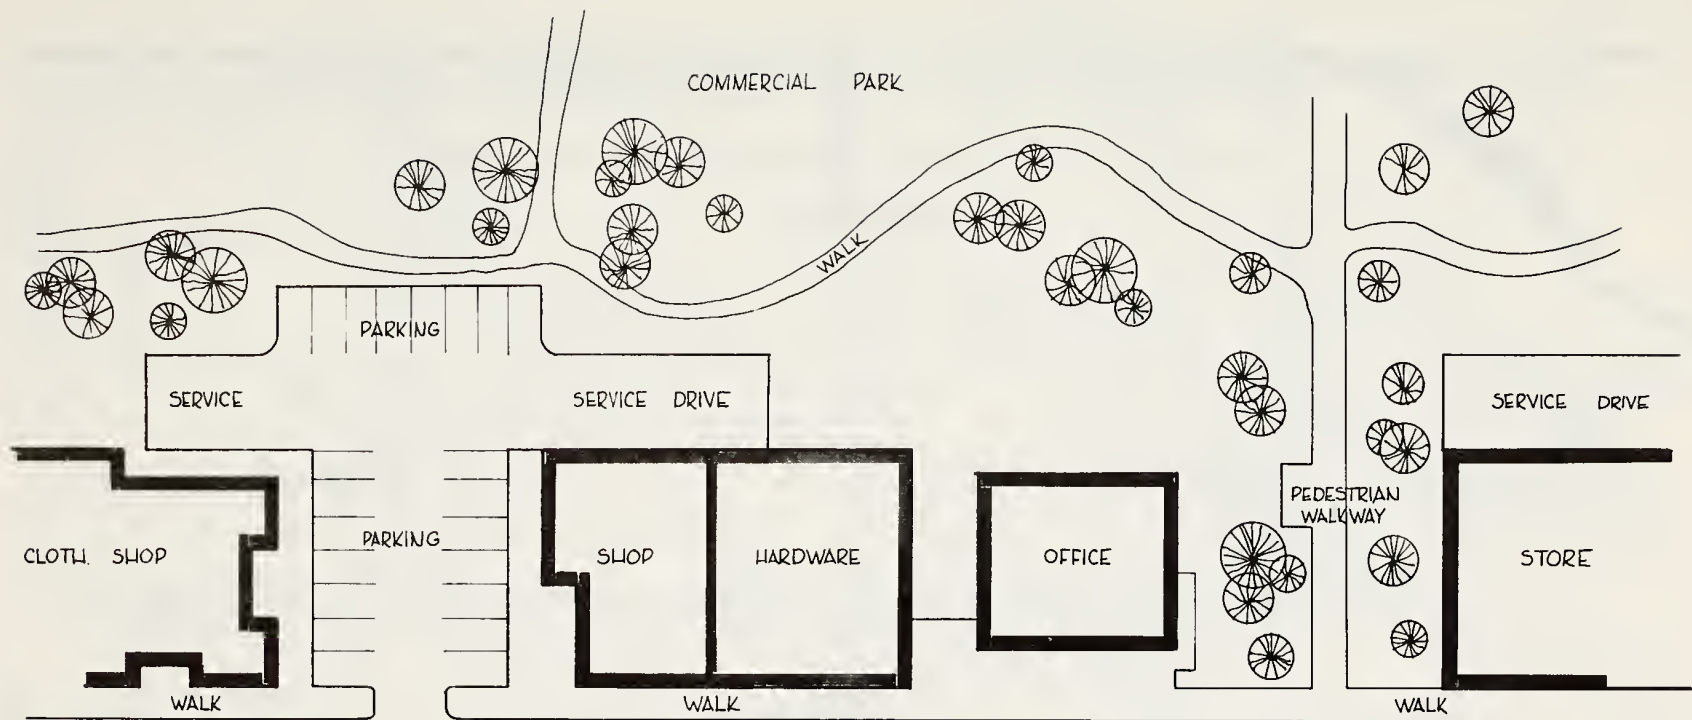 COMMERCIAL PARK
WALK
PARKING
SERVICE
SERVICE DRIVE
SERVICE DRIVE
PEDESTRIAN
WALKWAY
CLOTH. SHOP
PARKING
SHOP
HARDWARE
OFFICE
STORE
WALK
WALK
WALK